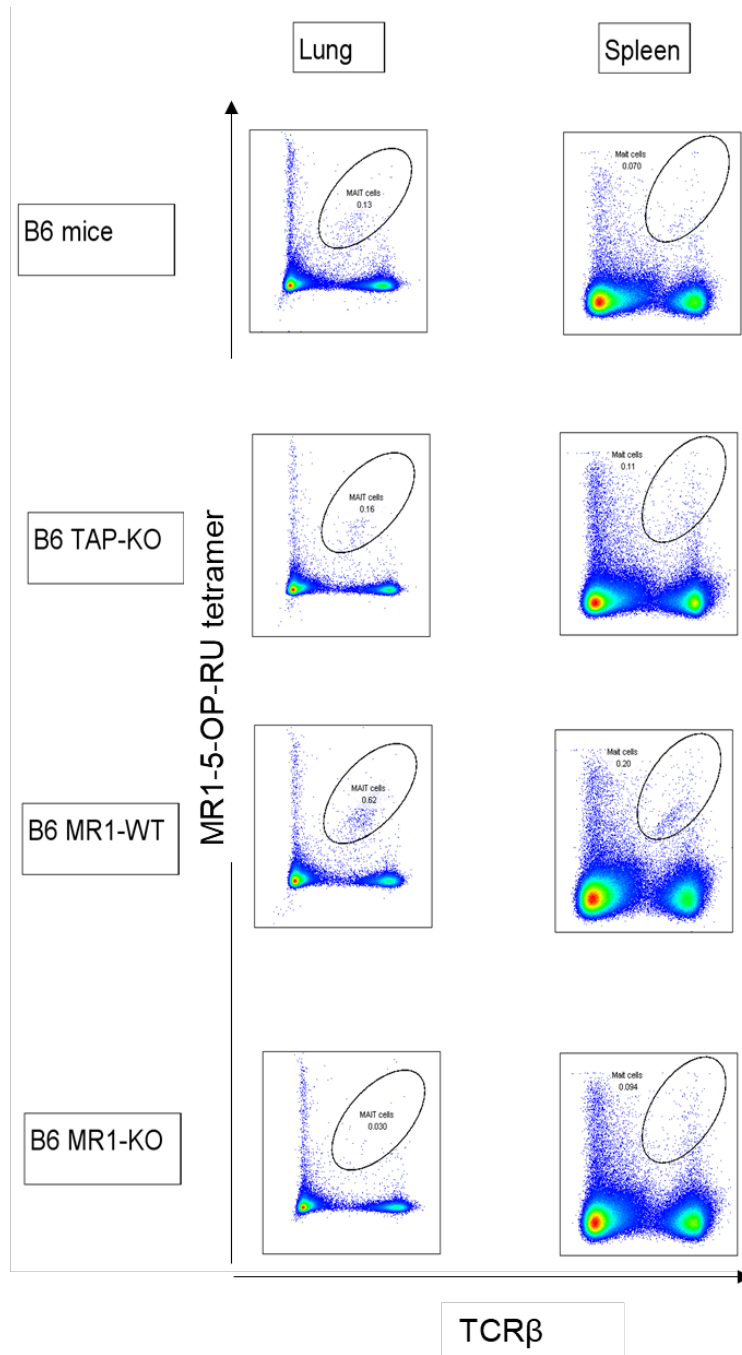 Lung
Spleen
B6 mice
MAIT cells
0.13
Mait cells
0.070
B6 TAP-KO
MAIT cells
0.16
Mait cells
0.11
MR1-5-OP-RU tetramer
B6 MR1-WT
MAIT cells
0.62
Mait cells
0.20
B6 MR1-KO
MAIT cells
0.030
Mait cells
0.094
TCRβ